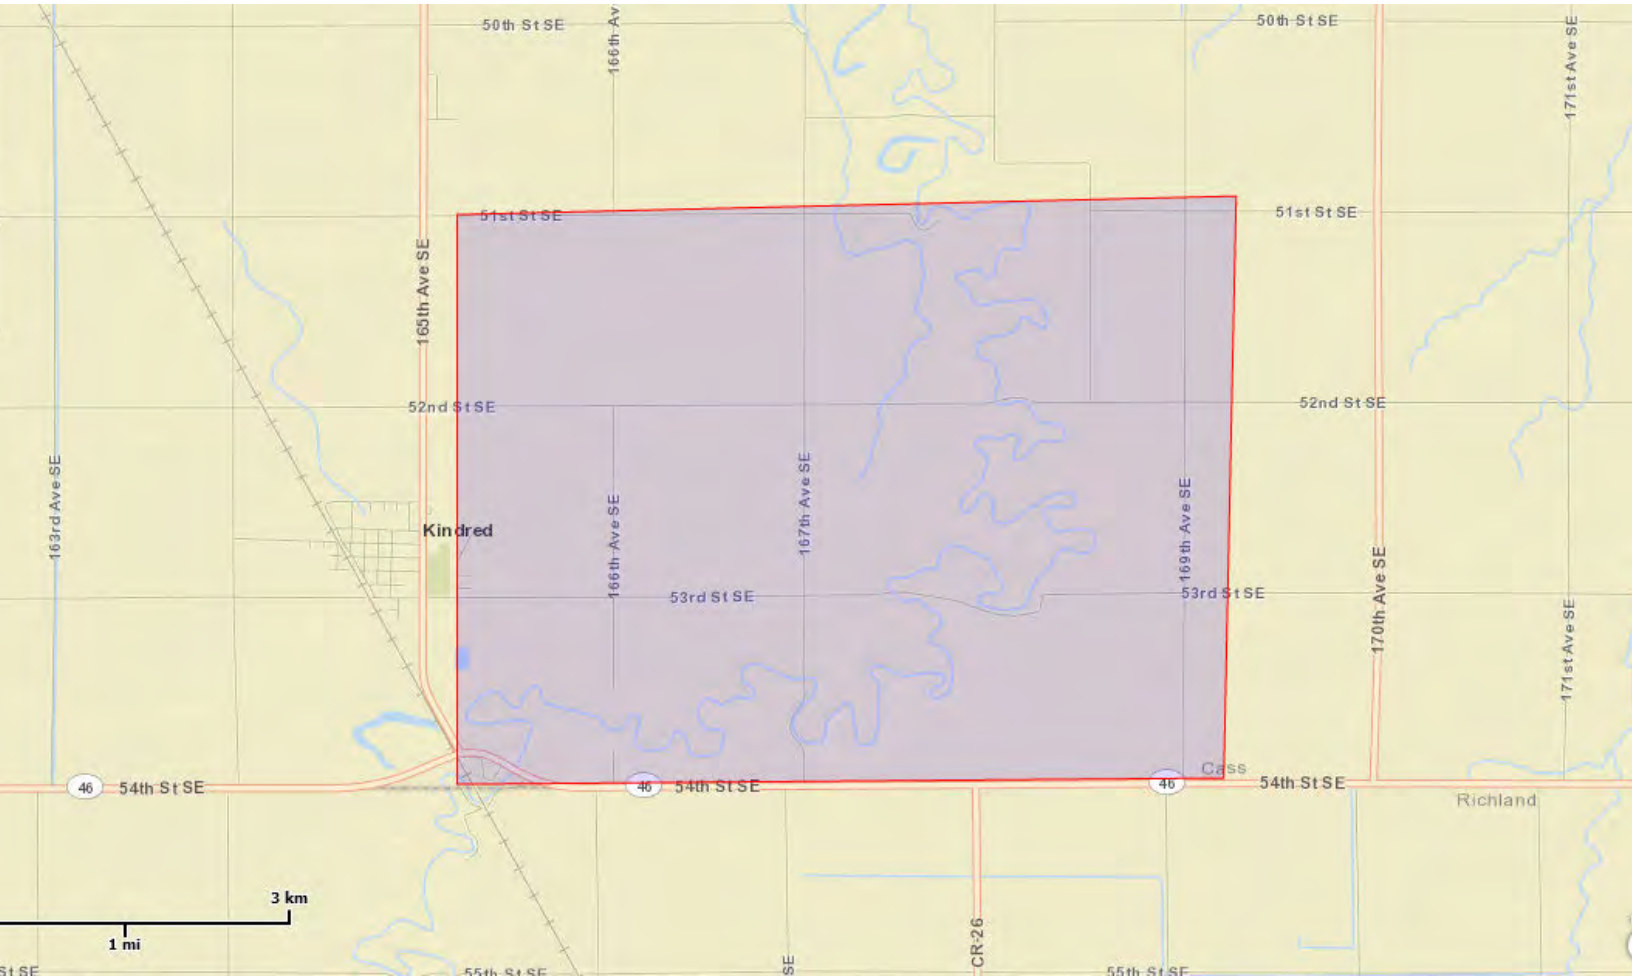 50th St SE
50th St SE
166th Av
171st Ave SE
51st St SE
51st St SE
165th Ave SE
52nd St SE
52nd St SE
163rd Ave SE
Kindred
166th Ave SE
167th Ave SE
169th Ave SE
53rd St SE
53rd St SE
170th Ave SE
171st Ave SE
Cass
46
54th St SE
46
54th St SE
46
54th St SE
Richland
3 km
1 mi
CR-26
SE
St SE
55th St SE
55th St SE